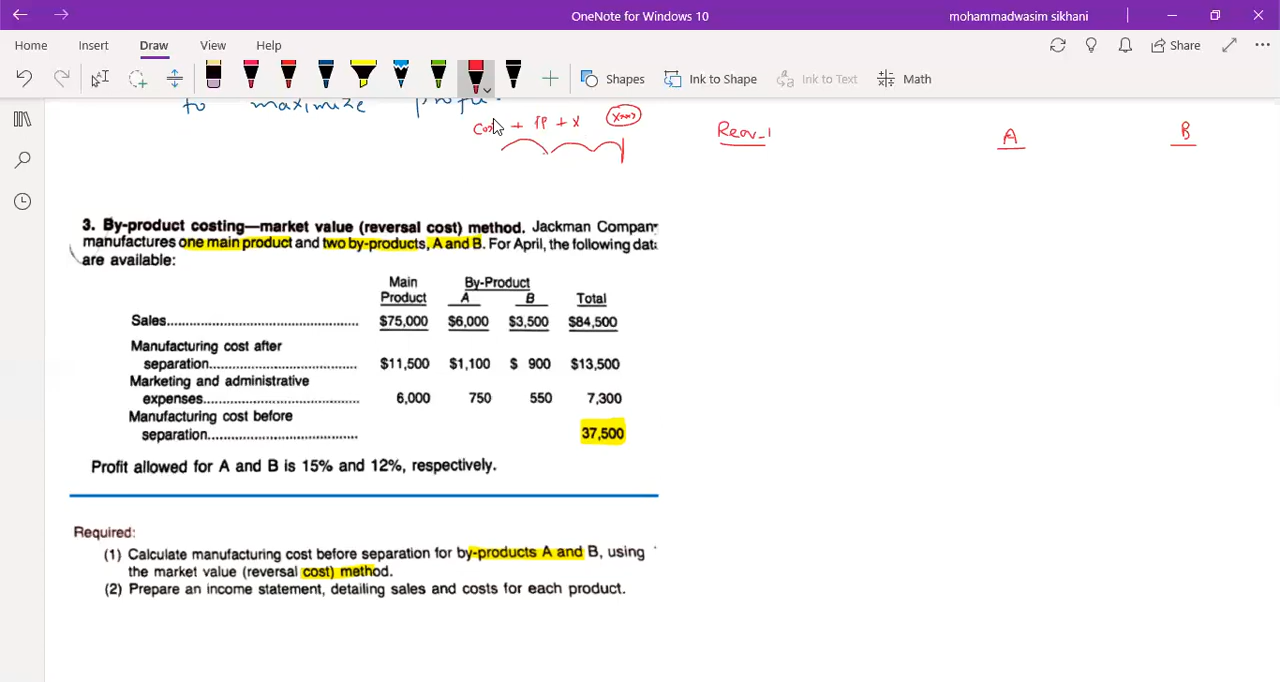 OneNote for Windows 10
mohammadwasim sikhani
Home Insert Draw View Help
Share
Shapes Ink to Shape Ink to Text Math
to maximize
+ + x
A B
3. By-product costing—market value (reversal cost) method. Jackman Compan
manufactures one main product and two by-products, A and B. For April, the following dat
are available:
Main By-Product
Product A B Total
Sales.................................................... $75,000 $6,000 $3,500 $84,500
Manufacturing cost after
separation.......................................... $11,500 $1,100 $ 900 $13,500
Marketing and administrative
expenses............................................ 6,000 750 550 7,300
Manufacturing cost before
separation.......................................... 37,500
Profit allowed for A and B is 15% and 12%, respectively.
Required:
(1) Calculate manufacturing cost before separation for by-products A and B, using
the market value (reversal cost) method.
(2) Prepare an income statement, detailing sales and costs for each product.